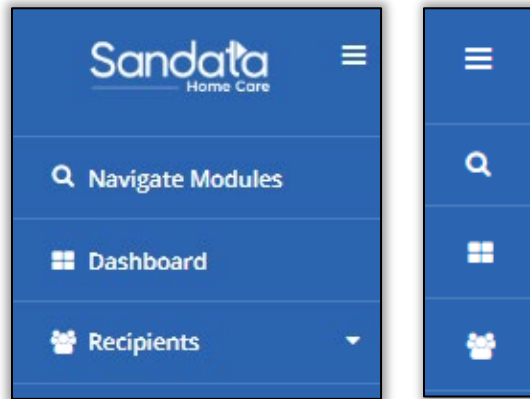 Sandata
Home Care
Navigate Modules
Dashboard
Recipients